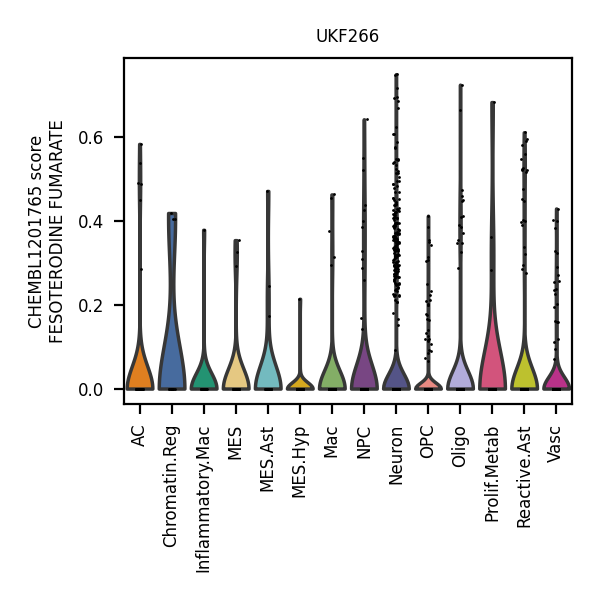 UKF266
CHEMBL1201765 score
FESOTERODINE FUMARATE
0.6
0.4
0.2
0.0
AC
Chromatin.Reg
Inflammatory.Mac
MES
MES.Ast
MES.Hyp
Mac
NPC
Neuron
OPC
Oligo
Prolif.Metab
Reactive.Ast
Vasc